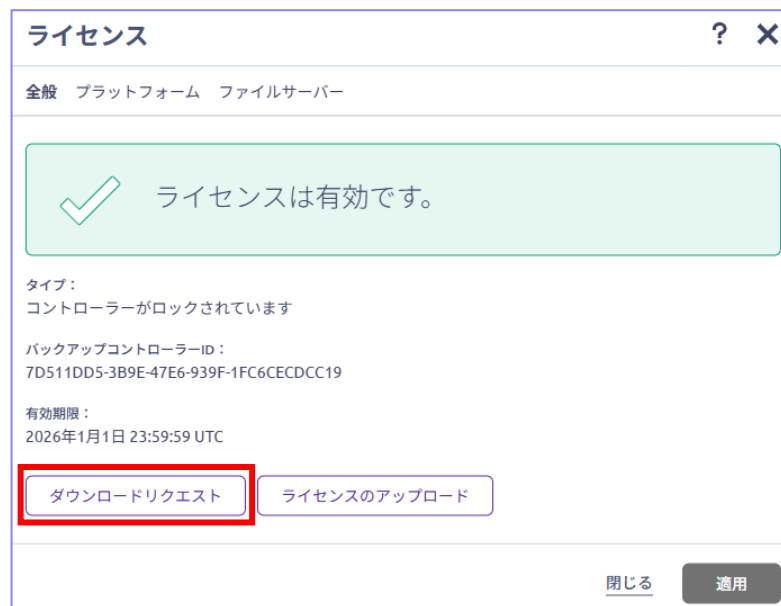 ライセンス ? ✕
全般 プラットフォーム ファイルサーバー
ライセンスは有効です。
タイプ：
コントローラーがロックされています
バックアップコントローラーID：
7D511DD5-3B9E-47E6-939F-1FC6CECDCC19
有効期限：
2026年1月1日 23:59:59 UTC
ダウンロードリクエスト ライセンスのアップロード
閉じる 適用